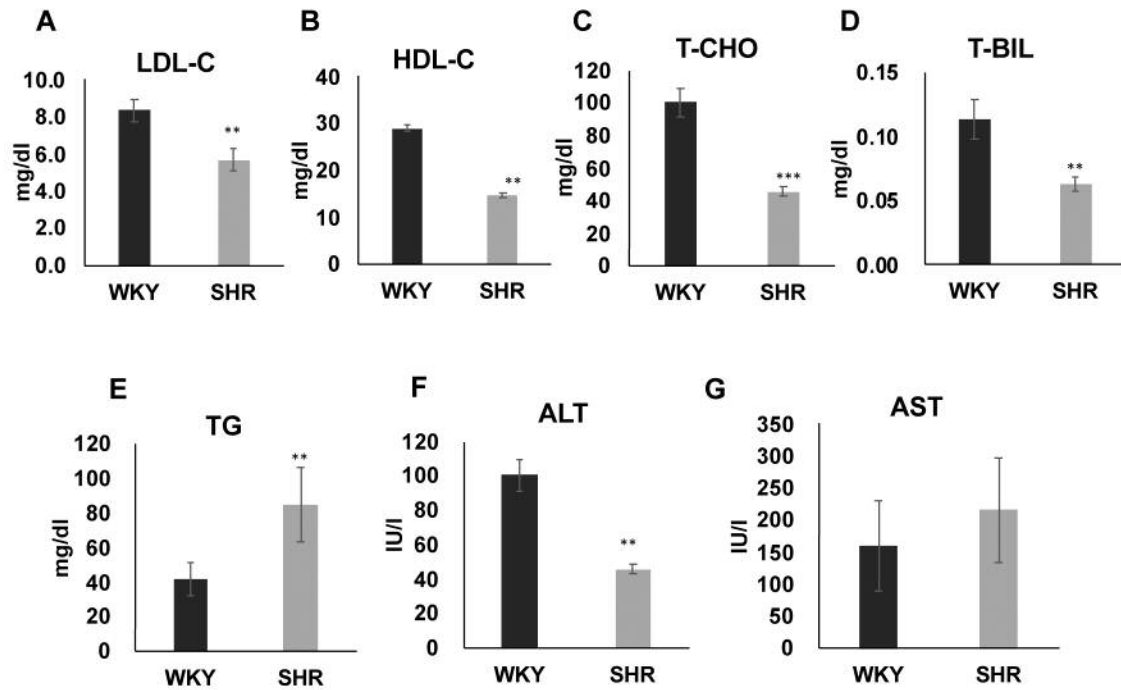 A
LDL-C
10.0
8.0
6.0
4.0
2.0
0.0
mg/dl
**
WKY SHR
B
HDL-C
40
30
20
10
0
mg/dl
**
WKY SHR
C
T-CHO
120
100
80
60
40
20
0
mg/dl
***
WKY SHR
D
T-BIL
0.15
0.10
0.05
0.00
mg/dl
**
WKY SHR
E
TG
120
100
80
60
40
20
0
mg/dl
**
WKY SHR
F
ALT
120
100
80
60
40
20
0
IU/l
**
WKY SHR
G
AST
350
300
250
200
150
100
50
0
IU/l
WKY SHR